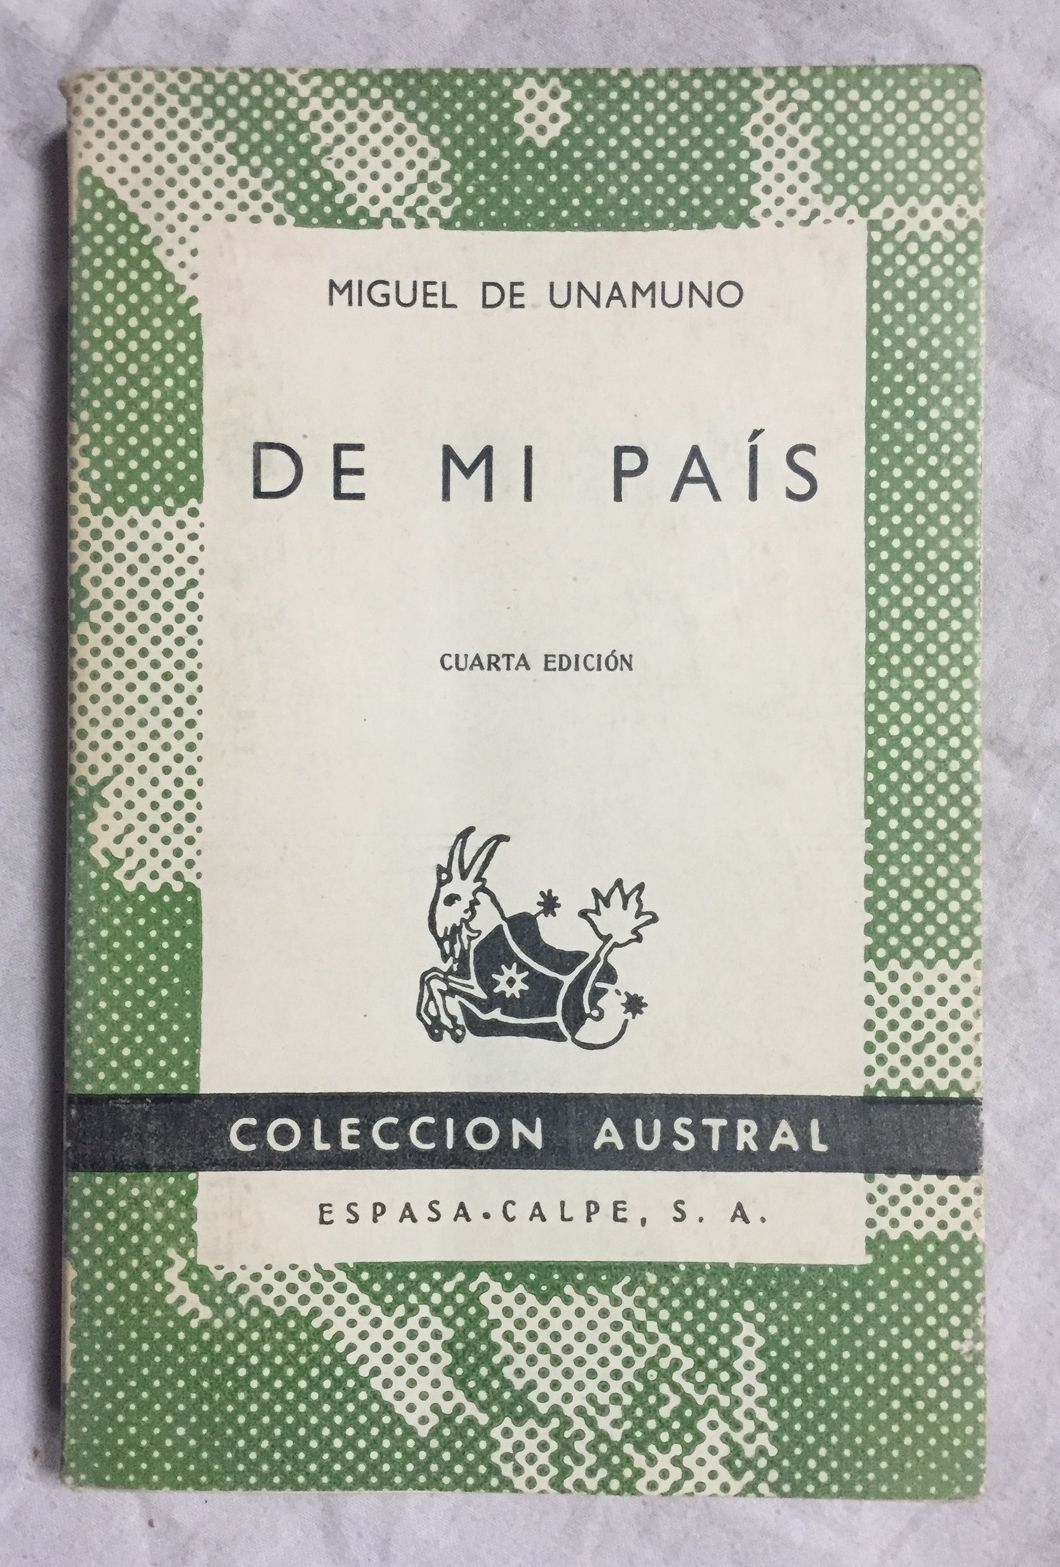 MIGUEL DE UNAMUNO
DE MI PAÍS
CUARTA EDICIÓN
COLECCION AUSTRAL
ESPASA-CALPE, S. A.